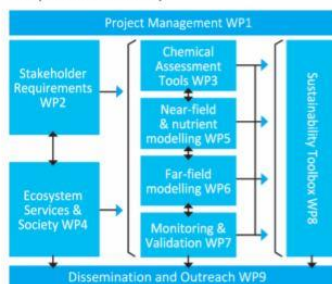 Project Management WP1
Stakeholder
Requirements
WP2
Ecosystem
Services &
Society WP4
Chemical
Assessment
Tools WP3
Near-field
& nutrient
modelling WP5
Far-field
modelling WP6
Monitoring &
Validation WP7
Sustainability Toolbox WP8
Dissemination and Outreach WP9